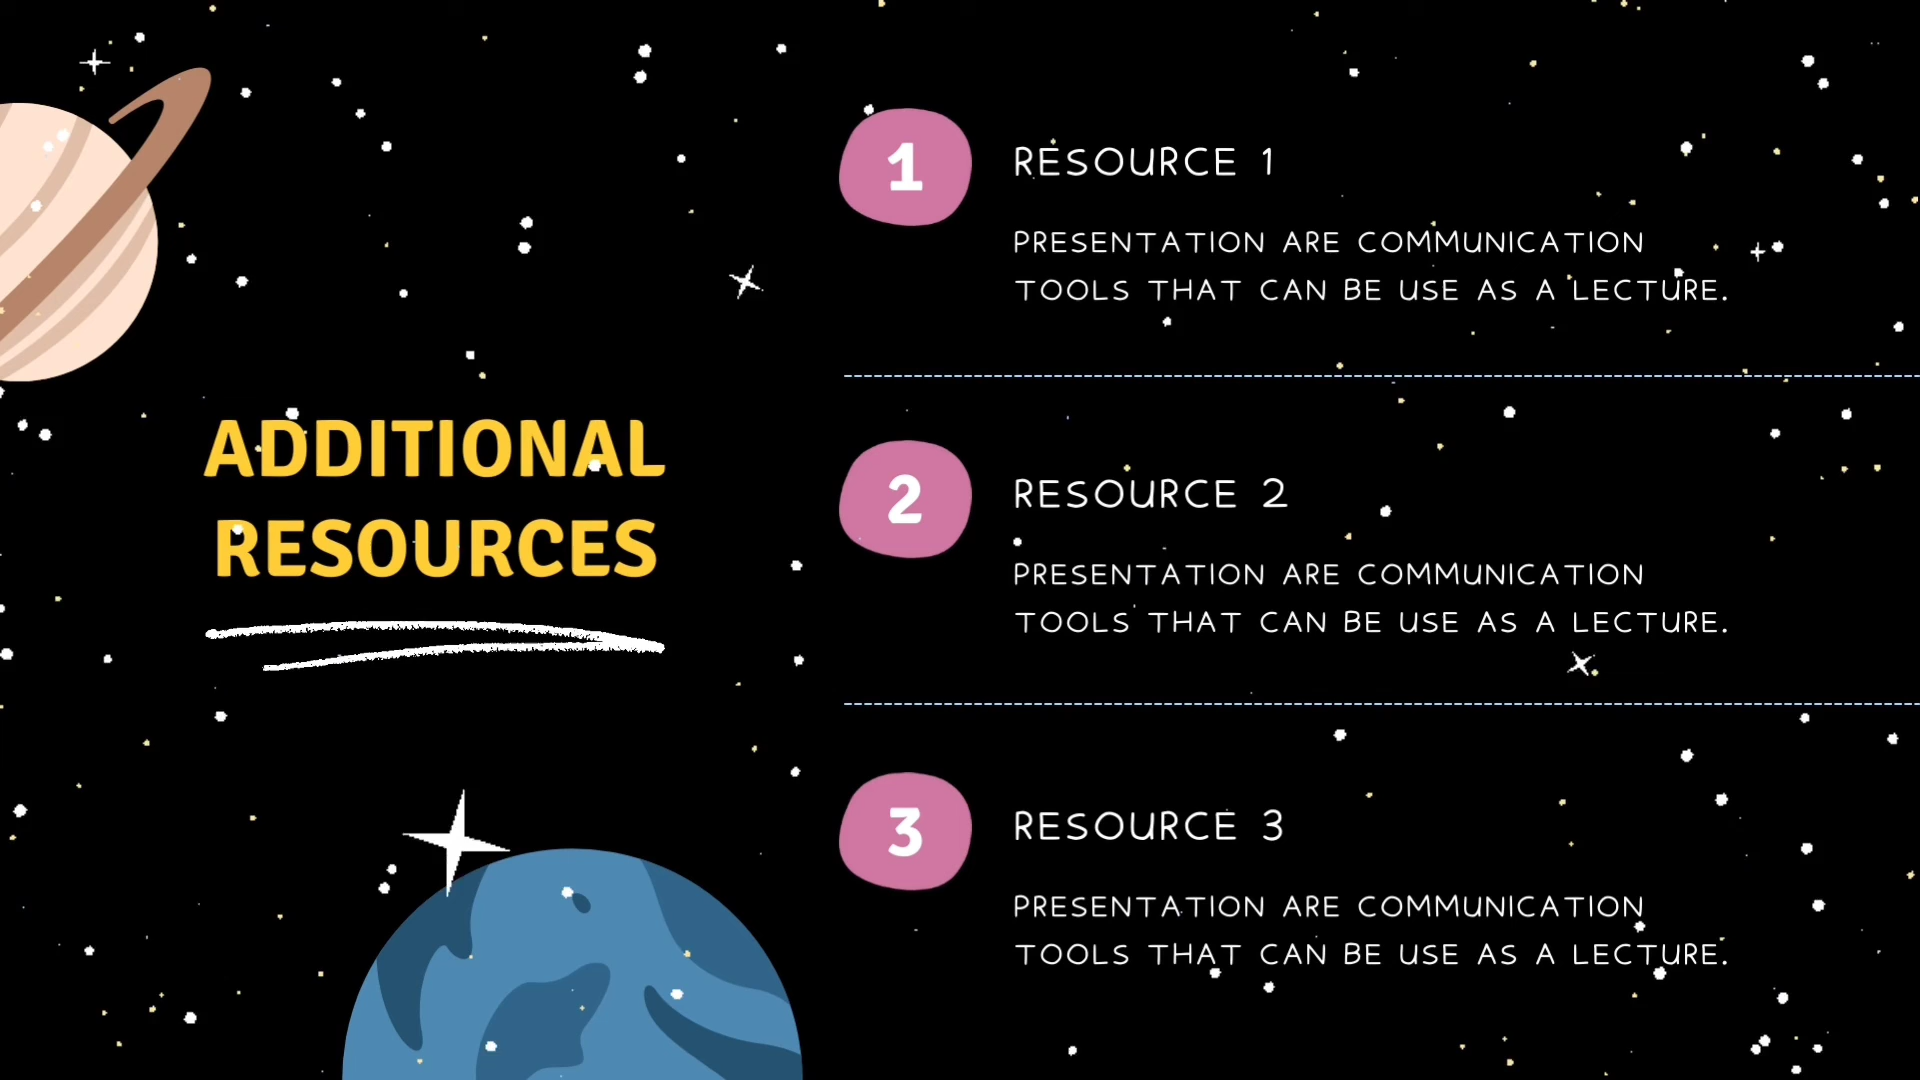 ADDITIONAL
RESOURCES
1
RESOURCE 1
PRESENTATION ARE COMMUNICATION
TOOLS THAT CAN BE USE AS A LECTURE.
2
RESOURCE 2
PRESENTATION ARE COMMUNICATION
TOOLS THAT CAN BE USE AS A LECTURE.
3
RESOURCE 3
PRESENTATION ARE COMMUNICATION
TOOLS THAT CAN BE USE AS A LECTURE.